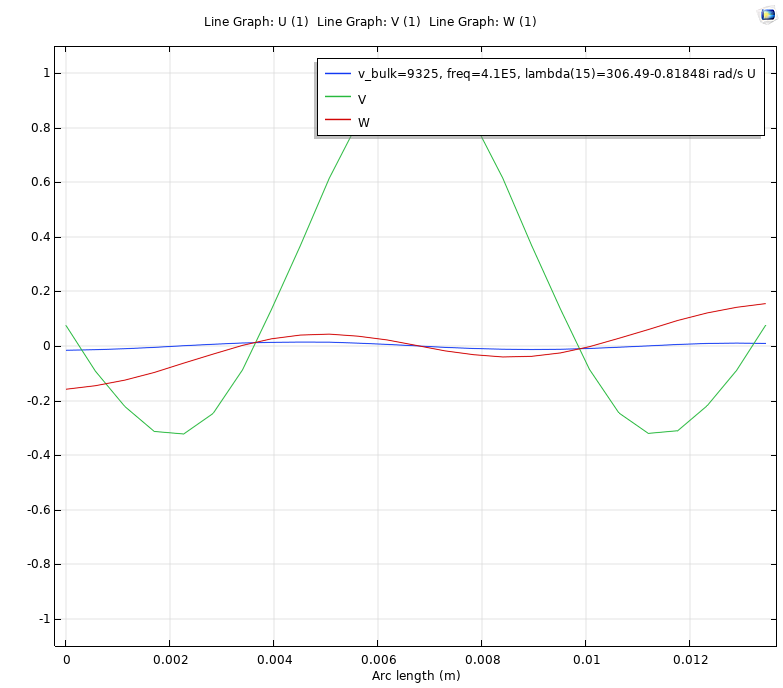 Line Graph: U (1) Line Graph: V (1) Line Graph: W (1)
v_bulk=9325, freq=4.1E5, lambda(15)=306.49-0.81848i rad/s U
V
W
1
0.8
0.6
0.4
0.2
0
-0.2
-0.4
-0.6
-0.8
-1
0 0.002 0.004 0.006 0.008 0.01 0.012
Arc length (m)